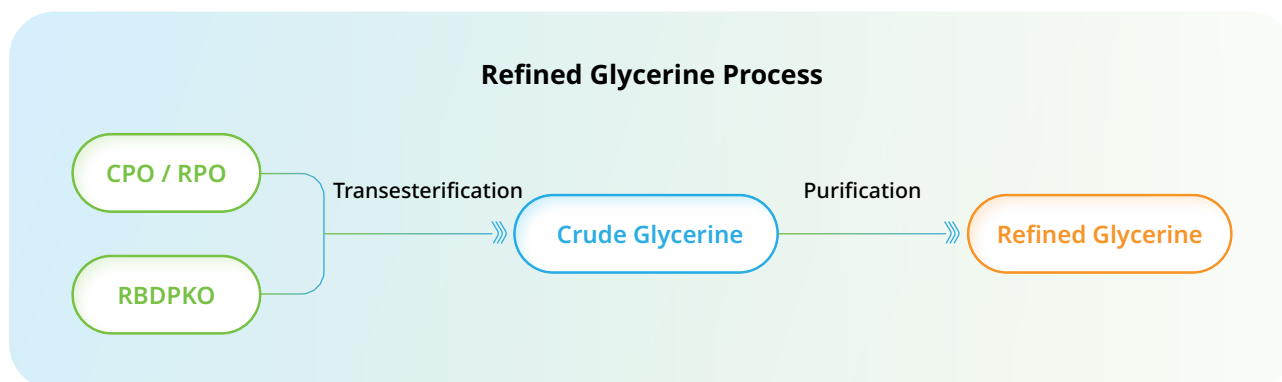 Refined Glycerine Process
CPO / RPO
RBDPKO
Transesterification
Crude Glycerine
Purification
Refined Glycerine